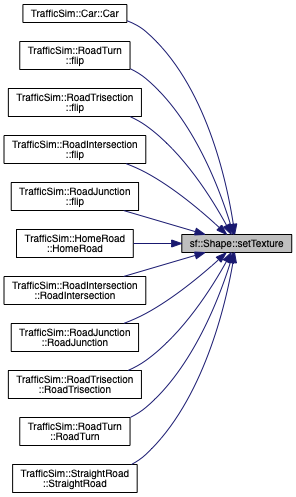 TrafficSim::Car::Car
TrafficSim::RoadTurn
::flip
TrafficSim::RoadTrisection
::flip
TrafficSim::RoadIntersection
::flip
TrafficSim::RoadJunction
::flip
TrafficSim::HomeRoad
::HomeRoad
sf::Shape::setTexture
TrafficSim::RoadIntersection
::RoadIntersection
TrafficSim::RoadJunction
::RoadJunction
TrafficSim::RoadTrisection
::RoadTrisection
TrafficSim::RoadTurn
::RoadTurn
TrafficSim::StraightRoad
::StraightRoad